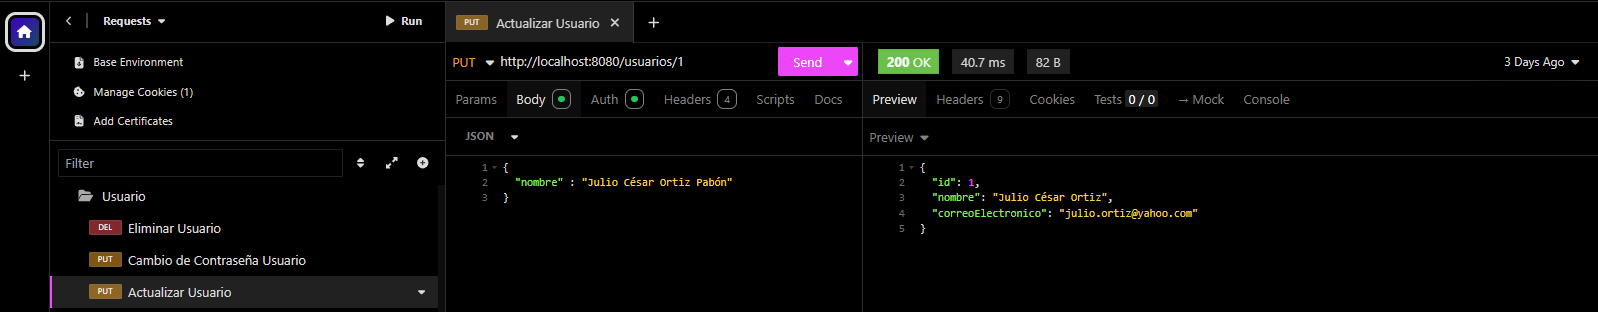 Requests
Run
Base Environment
Manage Cookies (1)
Add Certificates
Filter
Usuario
DEL Eliminar Usuario
PUT Cambio de Contraseña Usuario
PUT Actualizar Usuario
PUT Actualizar Usuario
PUT http://localhost:8080/usuarios/1 Send
Params Body Auth Headers 4 Scripts Docs
JSON
1 {
2 "nombre" : "Julio César Ortiz Pabón"
3 }
200 OK 40.7 ms 82 B 3 Days Ago
Preview Headers 9 Cookies Tests 0 / 0 → Mock Console
Preview
1 {
2 "id": 1,
3 "nombre": "Julio César Ortiz",
4 "correoElectronico": "julio.ortiz@yahoo.com"
5 }